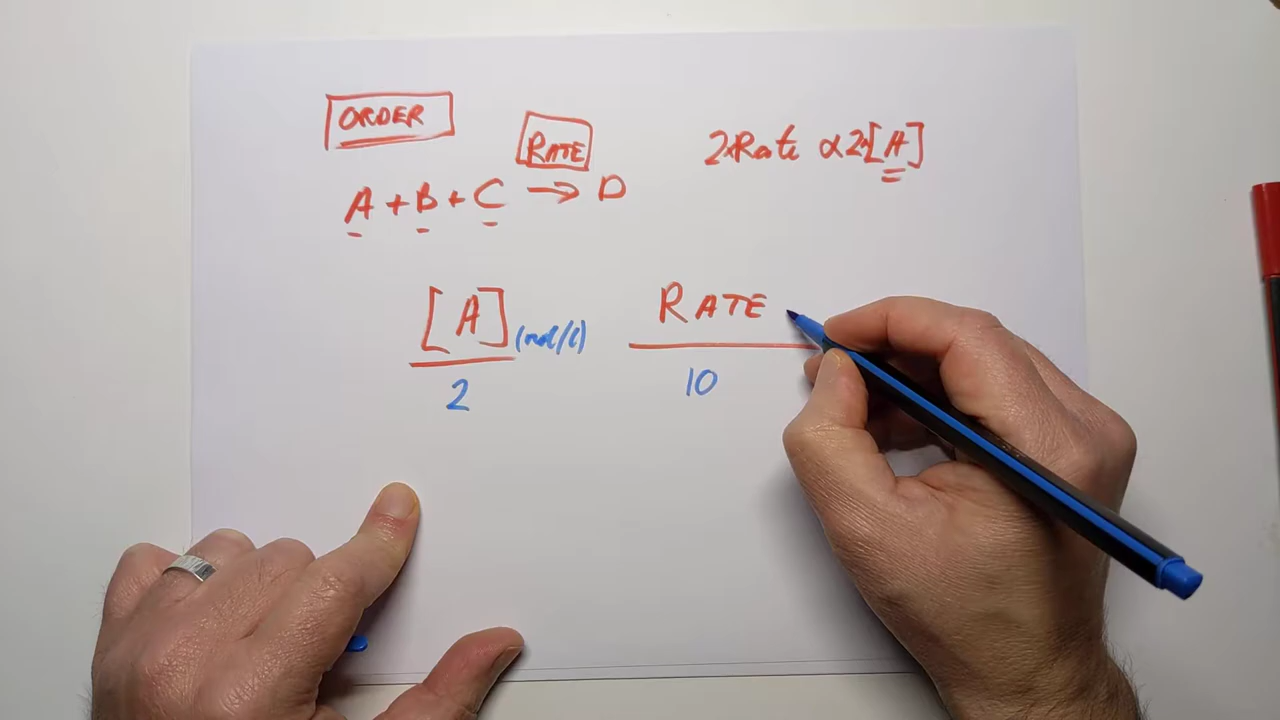 ORDER
RATE
2xRate ∝ 2x[A]
A + B + C → D
[A] (mol/l) RATE
2 10